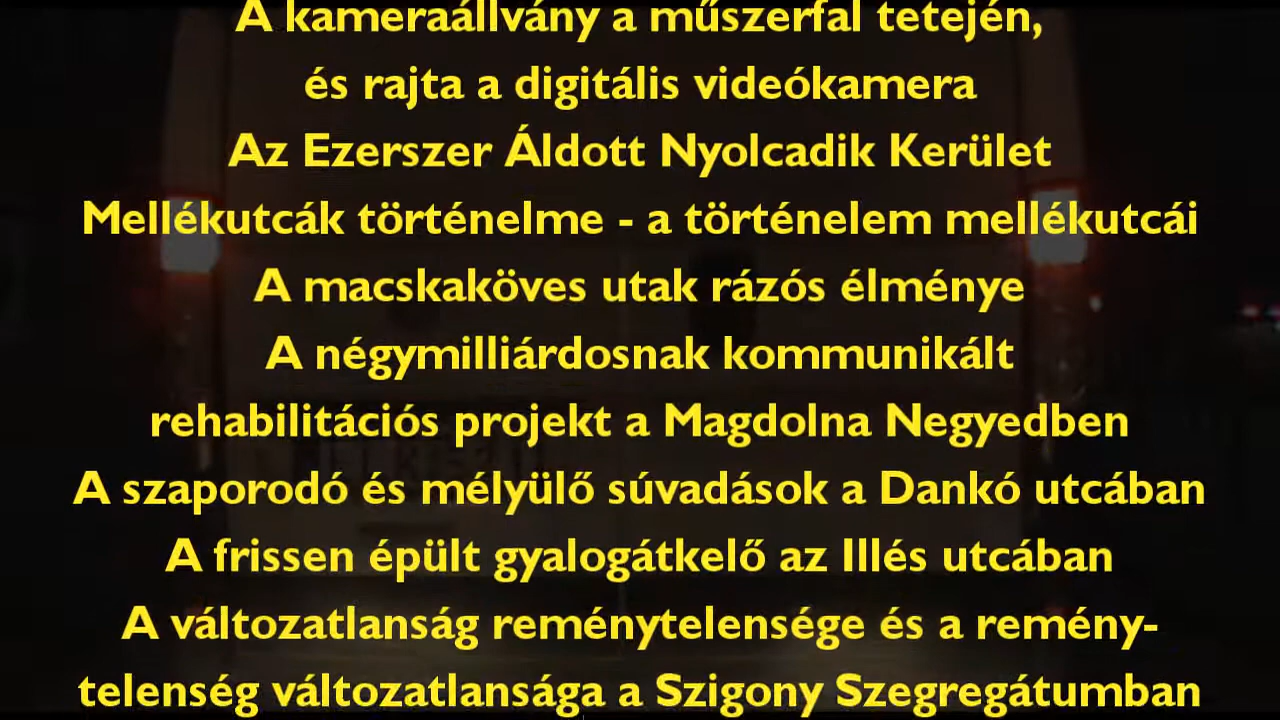 A kameraállvány a műszerfal tetején,
és rajta a digitális videókamera
Az Ezerszer Áldott Nyolcadik Kerület
Mellékutcák történelme - a történelem mellékutcái
A macskaköves utak rázós élménye
A négymilliárdosnak kommunikált
rehabilitációs projekt a Magdolna Negyedben
A szaporodó és mélyülő súvadások a Dankó utcában
A frissen épült gyalogátkelő az Illés utcában
A változatlanság reménytelensége és a remény-
telenség változatlansága a Szigony Szegregátumban